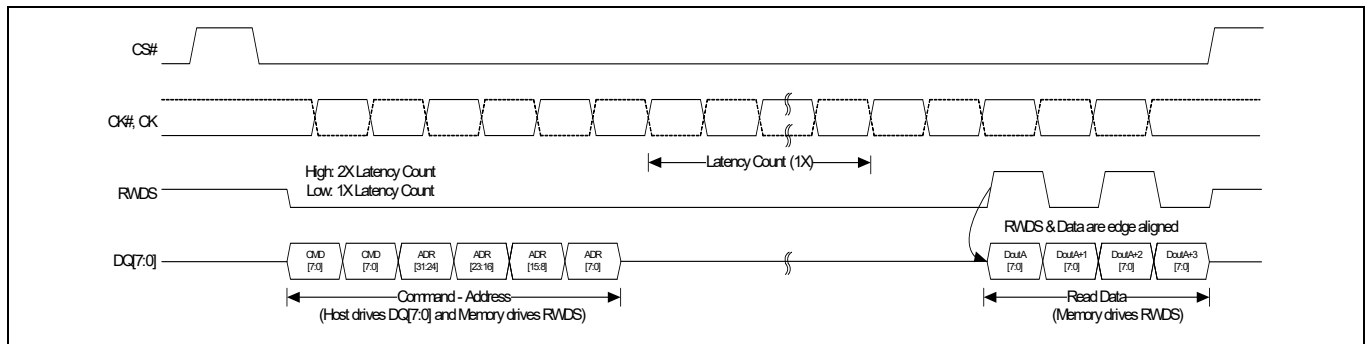 CS#
CK#, CK
Latency Count (1X)
High: 2X Latency Count
Low: 1X Latency Count
RWDS
RWDS & Data are edge aligned
DQ[7:0]
CMD [7:0]
CMD [7:0]
ADR [31:24]
ADR [23:16]
ADR [15:8]
ADR [7:0]
DoutA [7:0]
DoutA+1 [7:0]
DoutA+2 [7:0]
DoutA+3 [7:0]
Command - Address
(Host drives DQ[7:0] and Memory drives RWDS)
Read Data
(Memory drives RWDS)